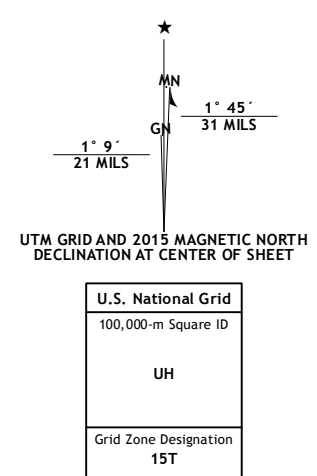 ★
MN
1° 45´
GN
31 MILS
1° 9´
21 MILS
UTM GRID AND 2015 MAGNETIC NORTH
DECLINATION AT CENTER OF SHEET
U.S. National Grid
100,000-m Square ID
UH
Grid Zone Designation
15T